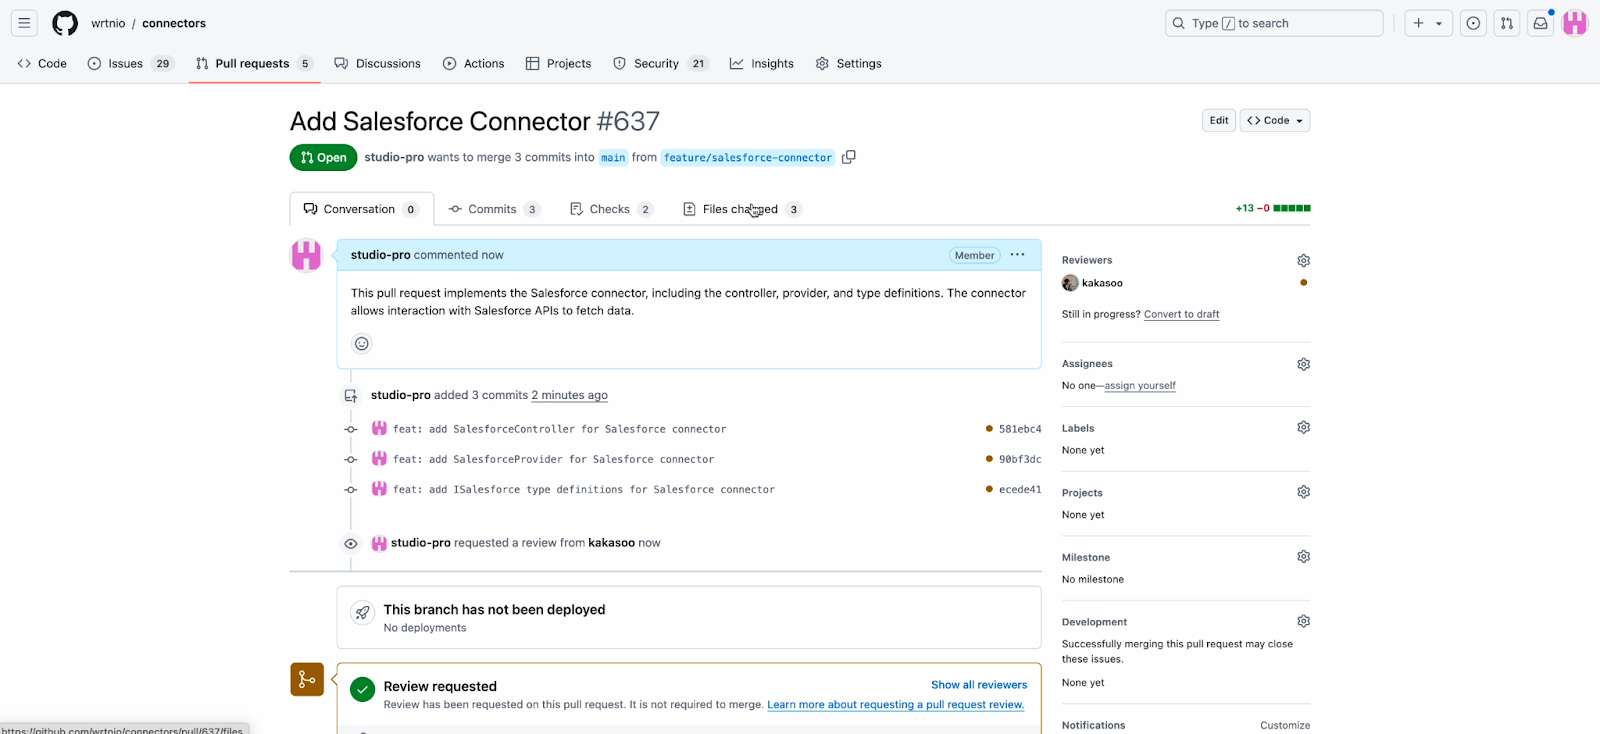 wrtnio / connectors
Type / to search
Code
Issues 29
Pull requests 5
Discussions
Actions
Projects
Security 21
Insights
Settings
Add Salesforce Connector #637
Edit
Code
Open
studio-pro wants to merge 3 commits into main from feature/salesforce-connector
Conversation 0
Commits 3
Checks 2
Files changed 3
+13 −0
studio-pro commented now
Member
This pull request implements the Salesforce connector, including the controller, provider, and type definitions. The connector
allows interaction with Salesforce APIs to fetch data.
studio-pro added 3 commits 2 minutes ago
feat: add SalesforceController for Salesforce connector
581ebc4
feat: add SalesforceProvider for Salesforce connector
90bf3dc
feat: add ISalesforce type definitions for Salesforce connector
ecede41
studio-pro requested a review from kakasoo now
This branch has not been deployed
No deployments
Review requested
Show all reviewers
Review has been requested on this pull request. It is not required to merge. Learn more about requesting a pull request review.
Reviewers
kakasoo
Still in progress? Convert to draft
Assignees
No one—assign yourself
Labels
None yet
Projects
None yet
Milestone
No milestone
Development
Successfully merging this pull request may close
these issues.
None yet
Notifications
Customize
https://github.com/wrtnio/connectors/pull/637/files